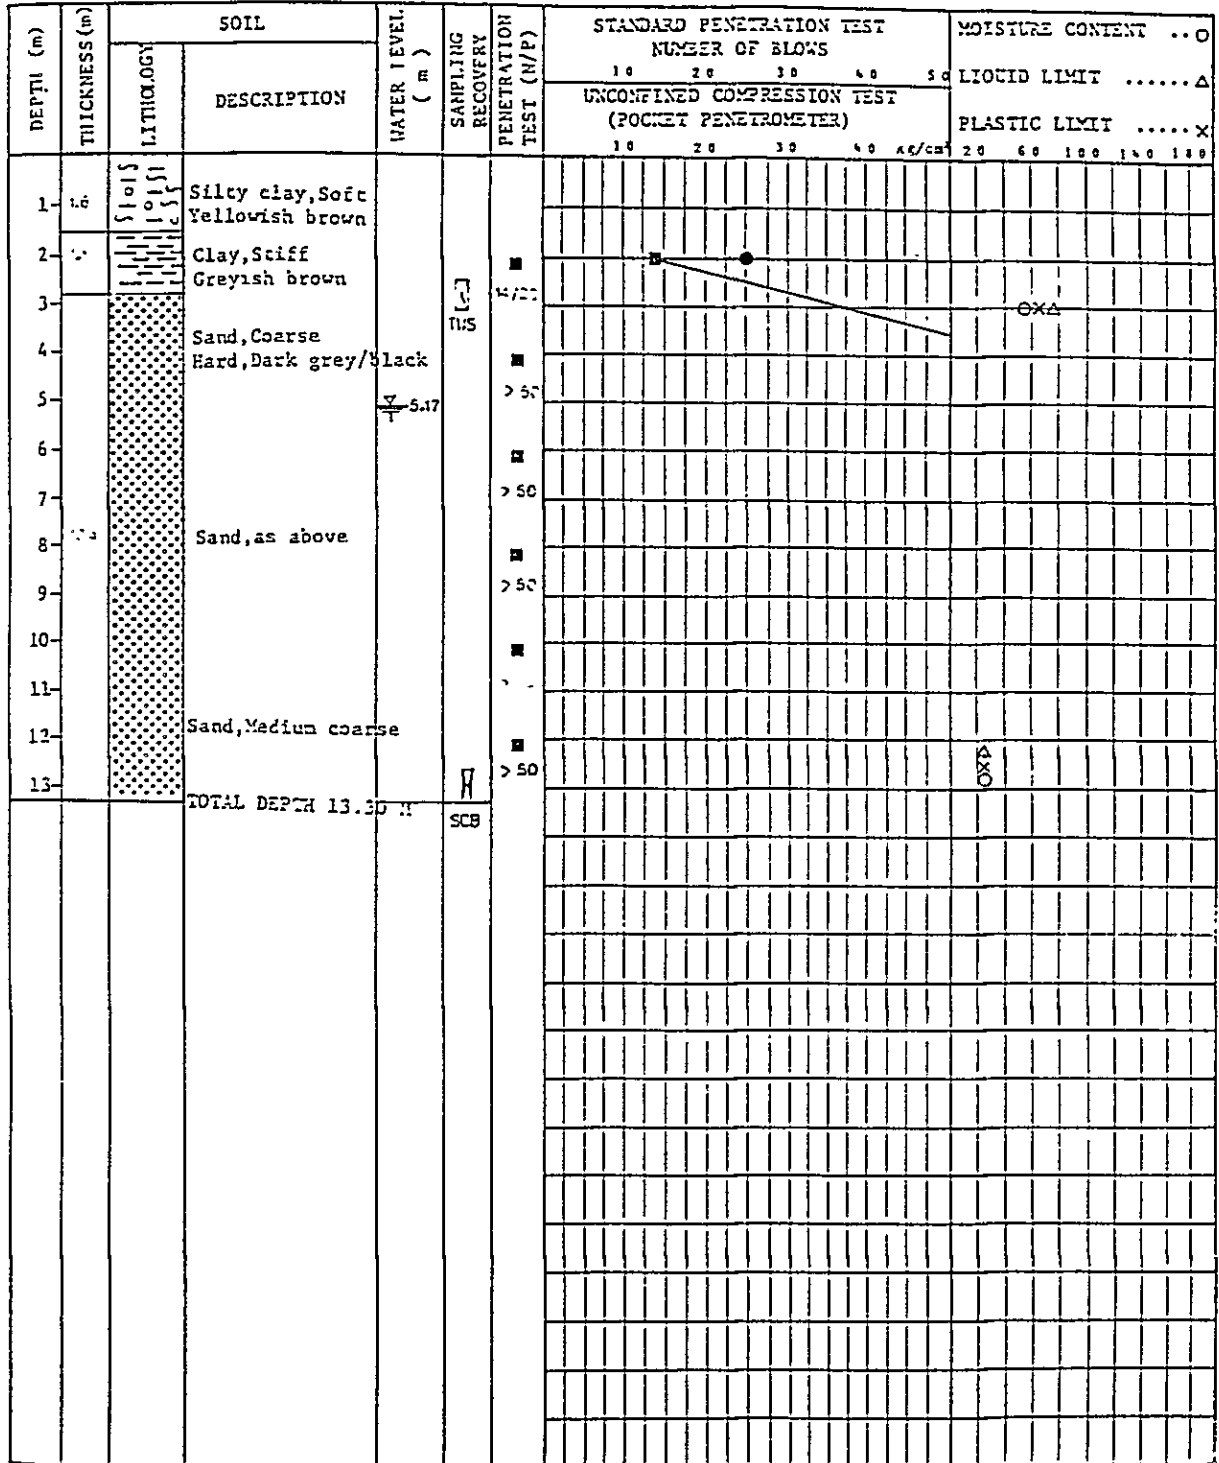 DEPTH (m)
THICKNESS (m)
SOIL
LITHOLOGY
DESCRIPTION
WATER LEVEL
( m )
SAMPLING
RECOVERY
PENETRATION
TEST (N/P)
STANDARD PENETRATION TEST
NUMBER OF BLOWS
10 20 30 40 50
UNCONFINED COMPRESSION TEST
(POCKET PENETROMETER)
10 20 30 40 Kg/cm²
MOISTURE CONTENT ..O
LIQUID LIMIT ......△
PLASTIC LIMIT .....X
20 60 100 140 180
1
Silty clay,Soft
Yellowish brown
2
Clay,Stiff
Greyish brown
3
TWS
Sand,Coarse
4
Hard,Dark grey/black
5
5.17
> 50
6
7
> 50
8
Sand,as above
9
> 50
10
11
12
Sand,Medium coarse
13
> 50
TOTAL DEPTH 13.30 M
SCB